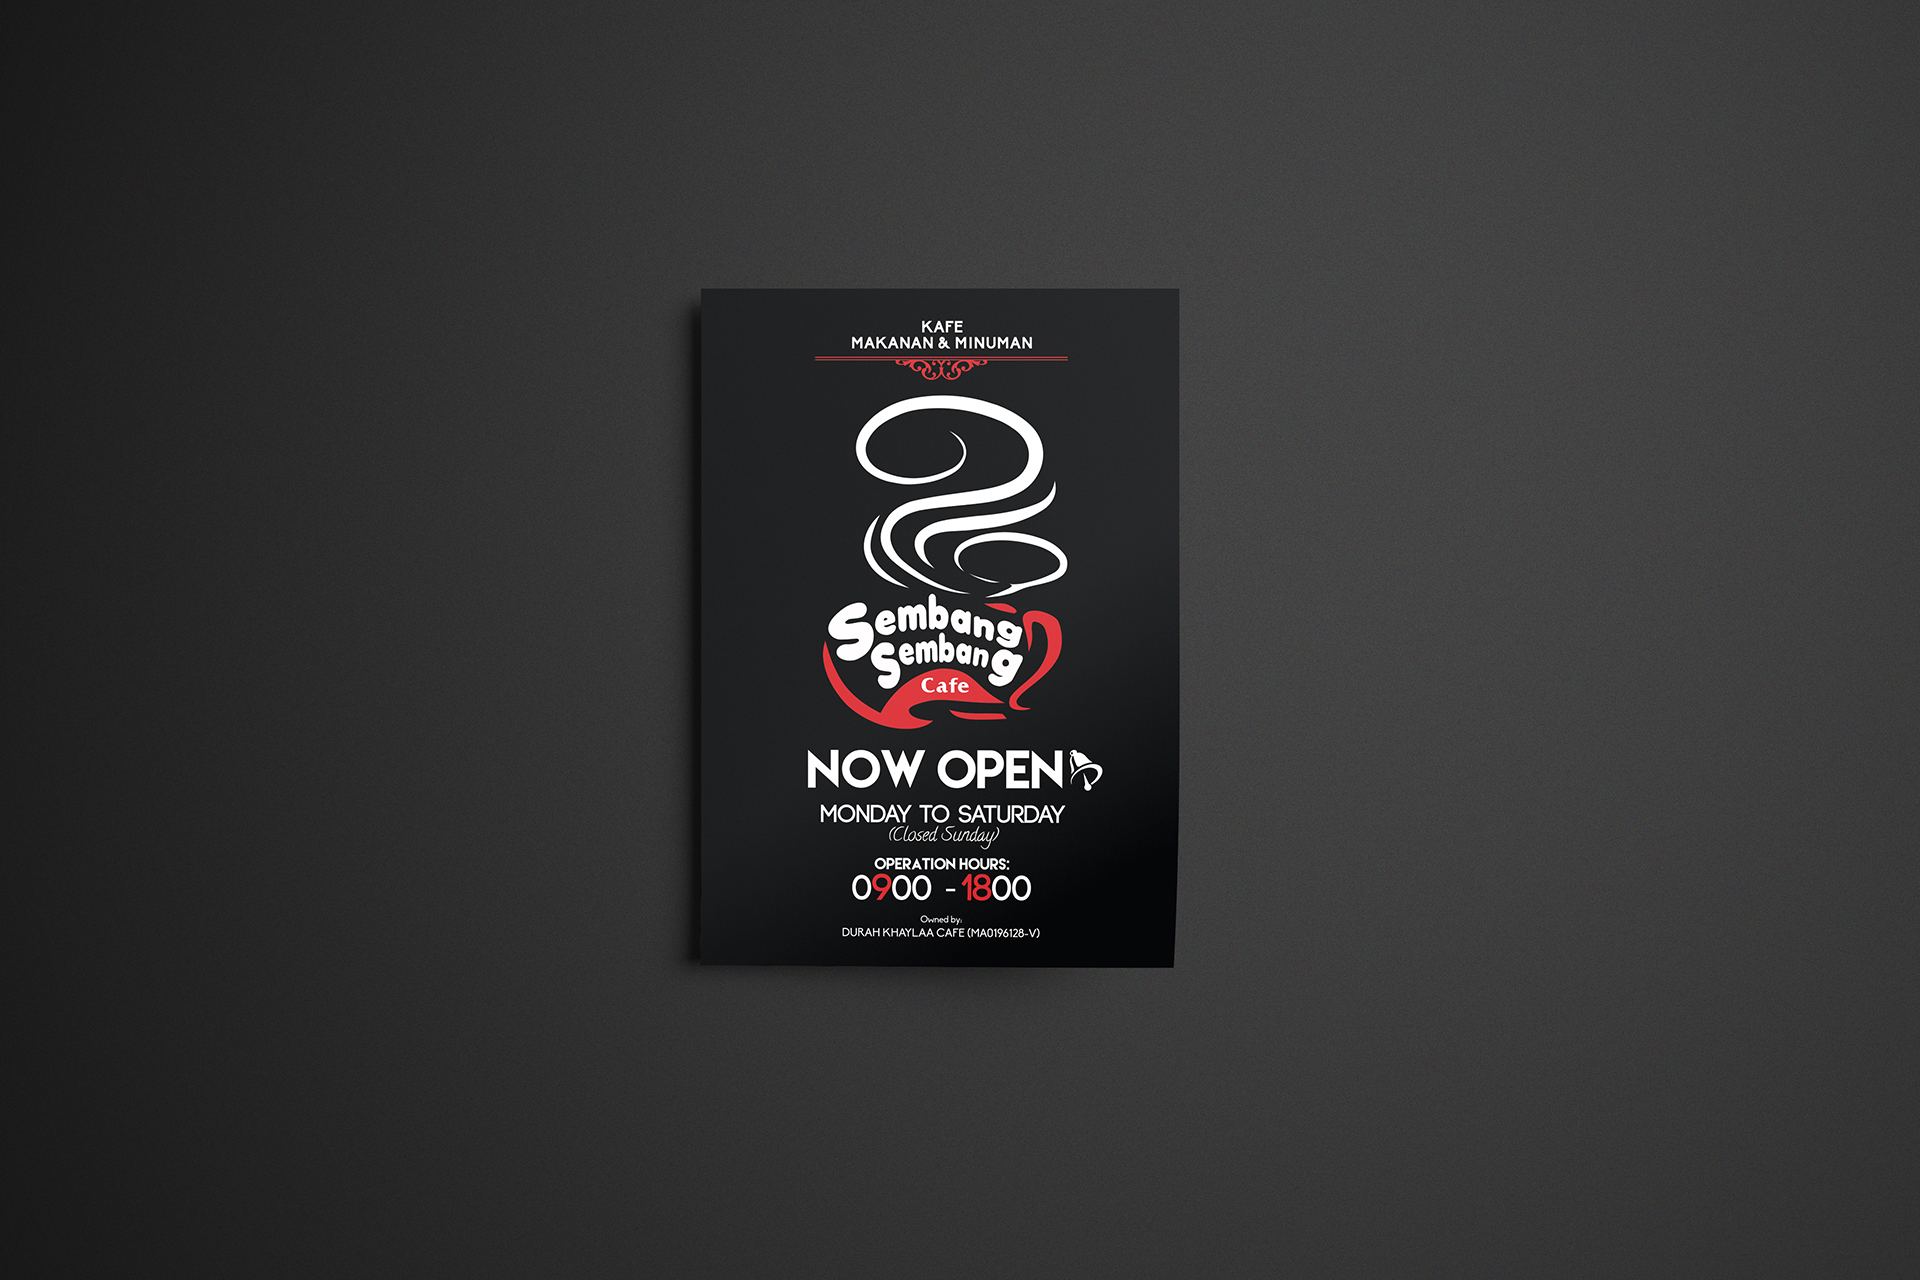 KAFE
MAKANAN & MINUMAN
Sembang
Sembang
Cafe
NOW OPEN
MONDAY TO SATURDAY
(Closed Sunday)
OPERATION HOURS:
0900 - 1800
Owned by:
DURAH KHAYLAA CAFE (MA0196128-V)